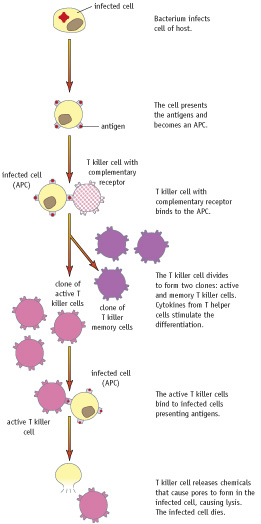 infected cell
Bacterium infects
cell of host.
The cell presents
the antigens and
becomes an APC.
antigen
T killer cell with
complementary
receptor
infected cell
(APC)
T killer cell with
complementary receptor
binds to the APC.
The T killer cell divides
to form two clones: active
and memory T killer cells.
Cytokines from T helper
cells stimulate the
differentiation.
clone of
active T
killer cells
clone of
T killer
memory cells
infected cell
(APC)
The active T killer cells
bind to infected cells
presenting antigens.
active T killer
cell
T killer cell releases chemicals
that cause pores to form in the
infected cell, causing lysis.
The infected cell dies.